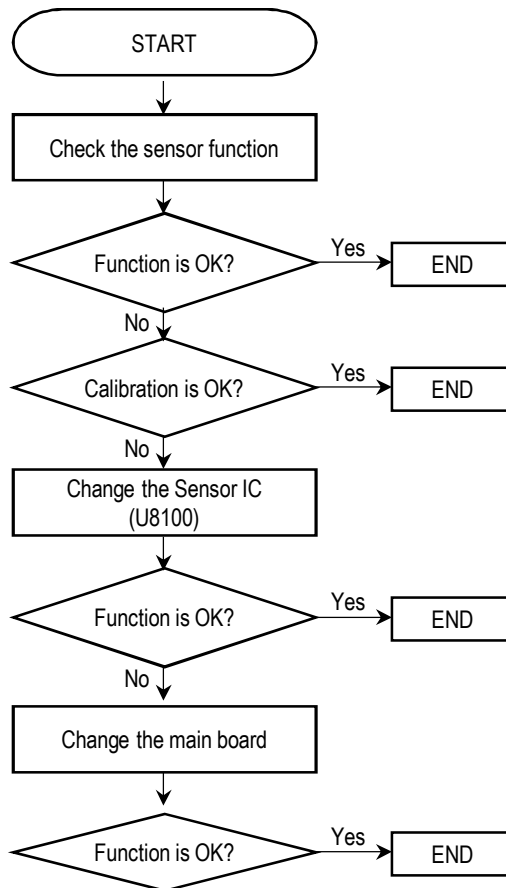 START
Check the sensor function
Function is OK?
Yes
END
No
Calibration is OK?
Yes
END
No
Change the Sensor IC
(U8100)
Function is OK?
Yes
END
No
Change the main board
Function is OK?
Yes
END